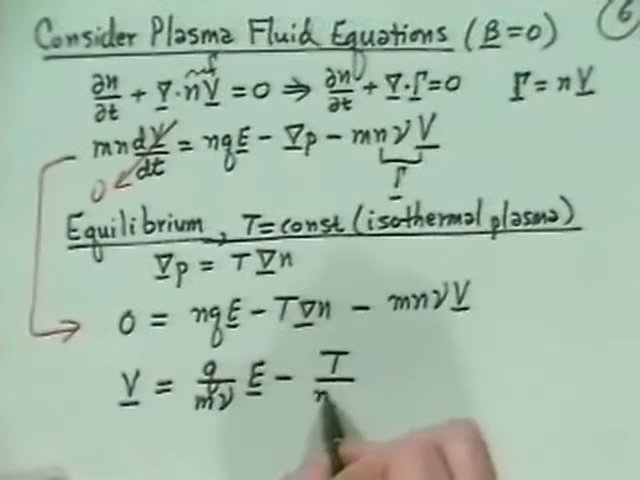 6
Consider Plasma Fluid Equations (B=0)
∂n/∂t + ∇·nV = 0 ⇒ ∂n/∂t + ∇·Γ = 0   Γ = nV
Γ
mn dV/dt = nqE − ∇p − mnνV
0
Γ
Equilibrium, T=const (isothermal plasma)
∇p = T∇n
0 = nqE − T∇n − mnνV
V = q/mν E − T/